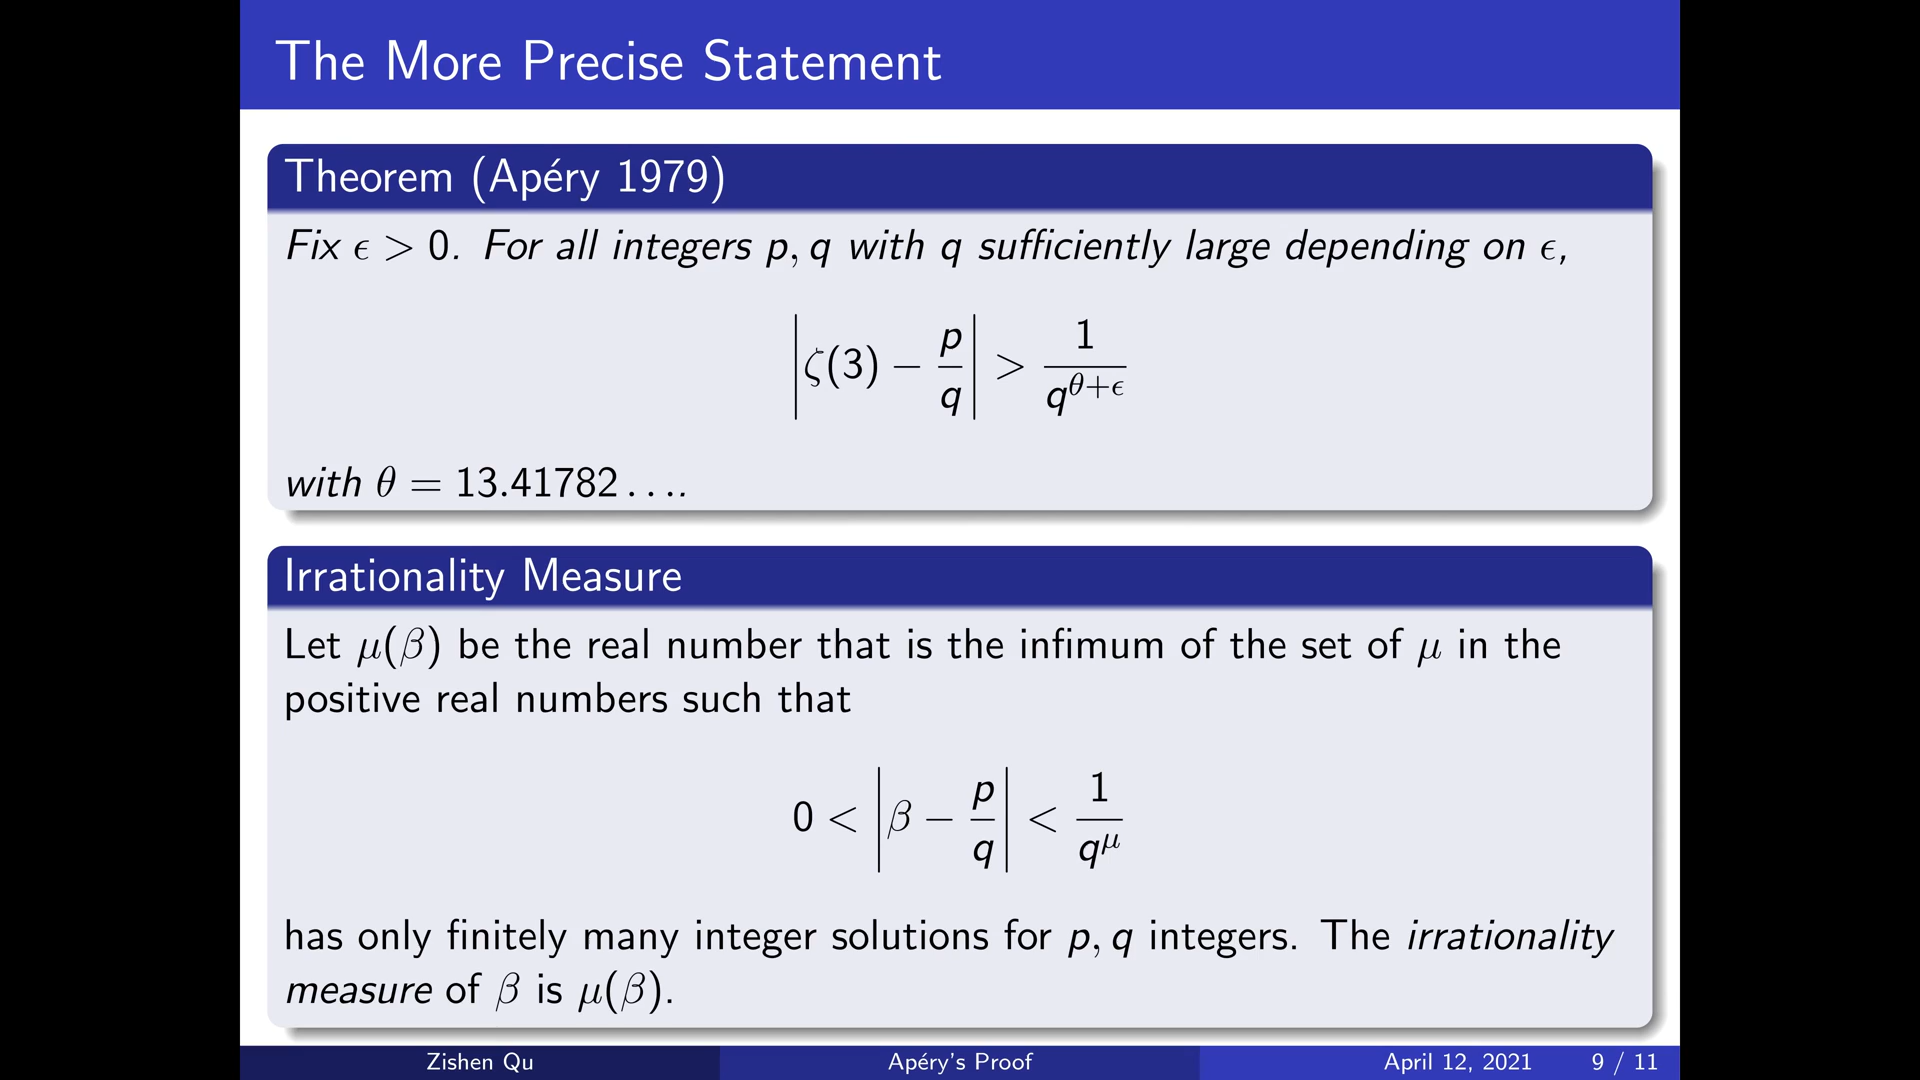 The More Precise Statement
Theorem (Apéry 1979)
Fix ϵ > 0. For all integers p, q with q sufficiently large depending on ϵ,
|ζ(3) − p/q| > 1/q^{θ+ϵ}
with θ = 13.41782 . . ..
Irrationality Measure
Let μ(β) be the real number that is the infimum of the set of μ in the
positive real numbers such that
0 < |β − p/q| < 1/q^μ
has only finitely many integer solutions for p, q integers. The irrationality
measure of β is μ(β).
Zishen Qu Apéry's Proof April 12, 2021 9 / 11